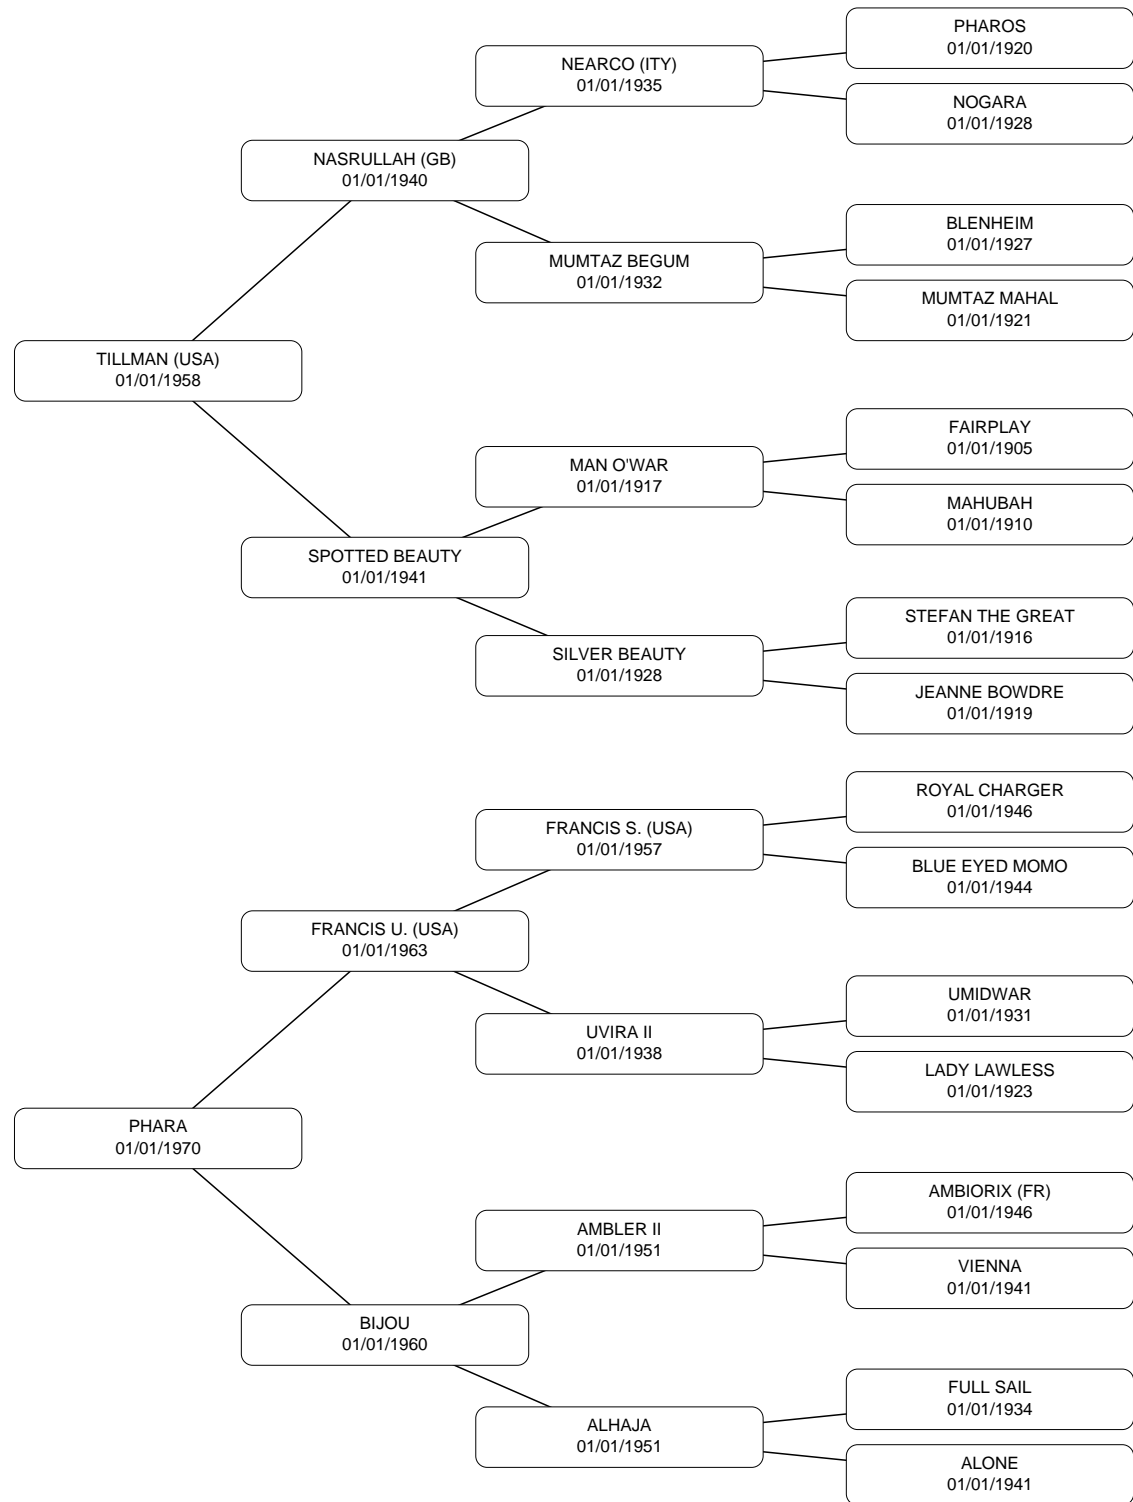 PHAROS
01/01/1920
NEARCO (ITY)
01/01/1935
NOGARA
01/01/1928
NASRULLAH (GB)
01/01/1940
BLENHEIM
01/01/1927
MUMTAZ BEGUM
01/01/1932
MUMTAZ MAHAL
01/01/1921
TILLMAN (USA)
01/01/1958
FAIRPLAY
01/01/1905
MAN O'WAR
01/01/1917
MAHUBAH
01/01/1910
SPOTTED BEAUTY
01/01/1941
STEFAN THE GREAT
01/01/1916
SILVER BEAUTY
01/01/1928
JEANNE BOWDRE
01/01/1919
ROYAL CHARGER
01/01/1946
FRANCIS S. (USA)
01/01/1957
BLUE EYED MOMO
01/01/1944
FRANCIS U. (USA)
01/01/1963
UMIDWAR
01/01/1931
UVIRA II
01/01/1938
LADY LAWLESS
01/01/1923
PHARA
01/01/1970
AMBIORIX (FR)
01/01/1946
AMBLER II
01/01/1951
VIENNA
01/01/1941
BIJOU
01/01/1960
FULL SAIL
01/01/1934
ALHAJA
01/01/1951
ALONE
01/01/1941